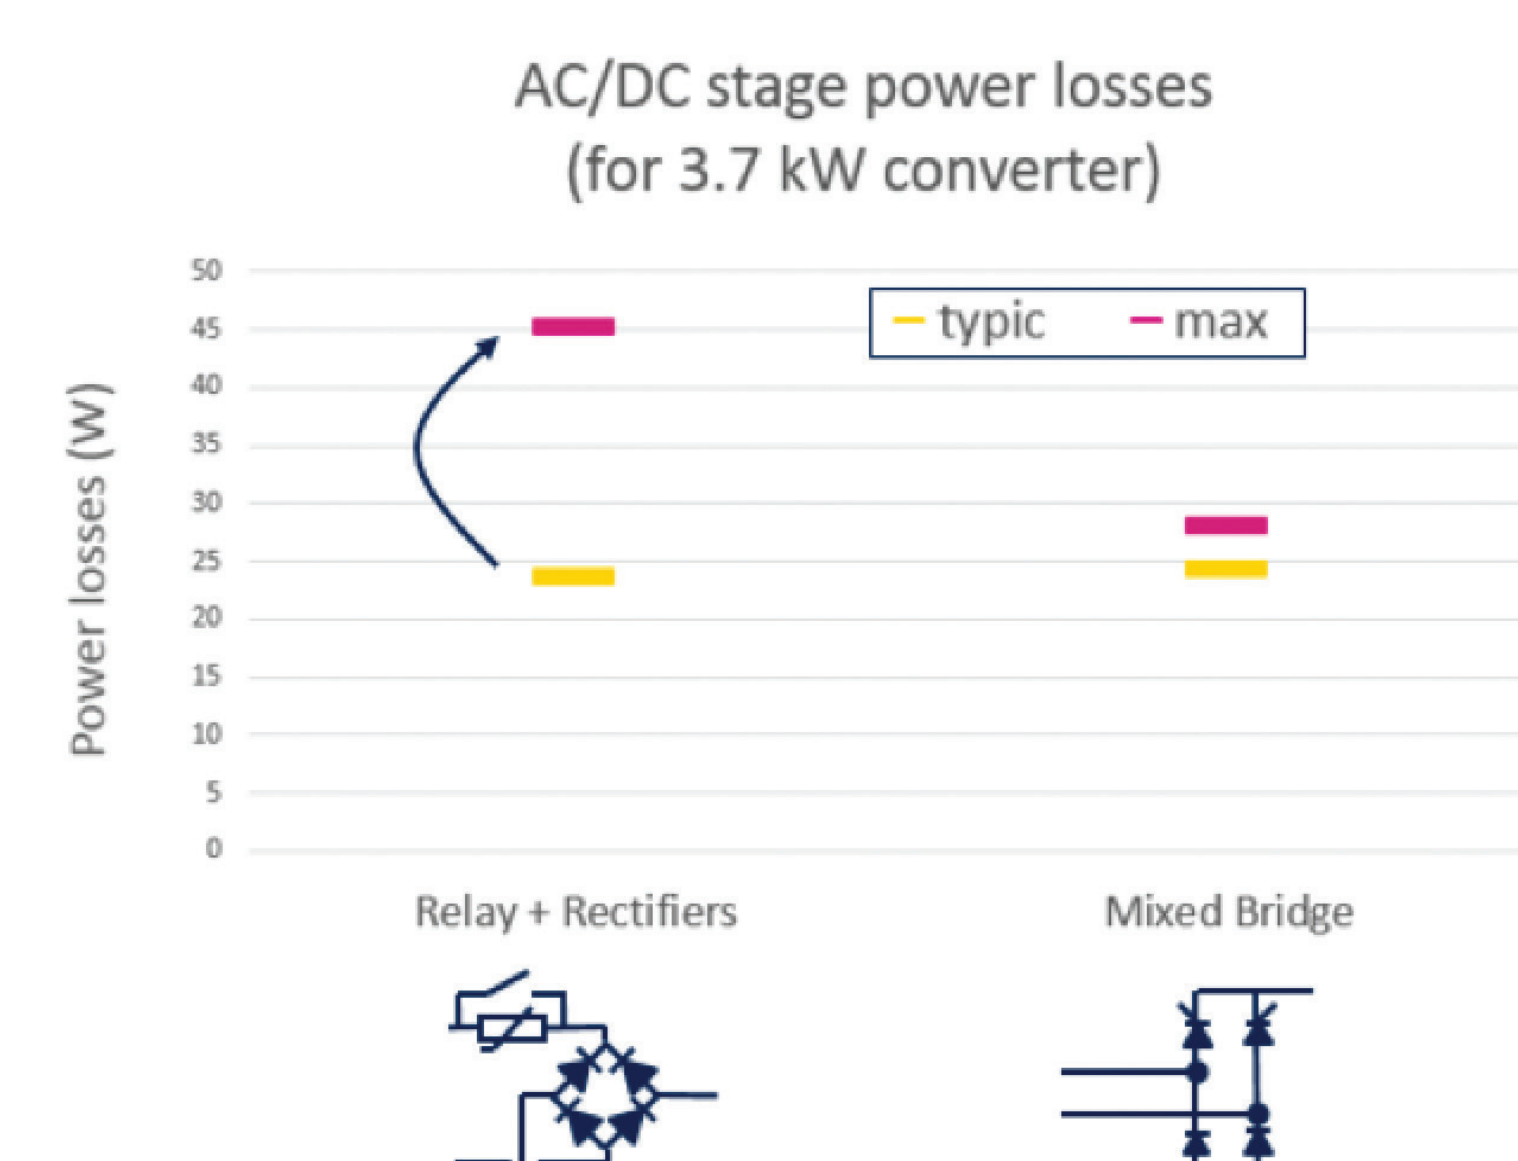 AC/DC stage power losses
(for 3.7 kW converter)
50
typic max
45
40
35
30
25
20
15
10
5
0
Power losses (W)
Relay + Rectifiers
Mixed Bridge